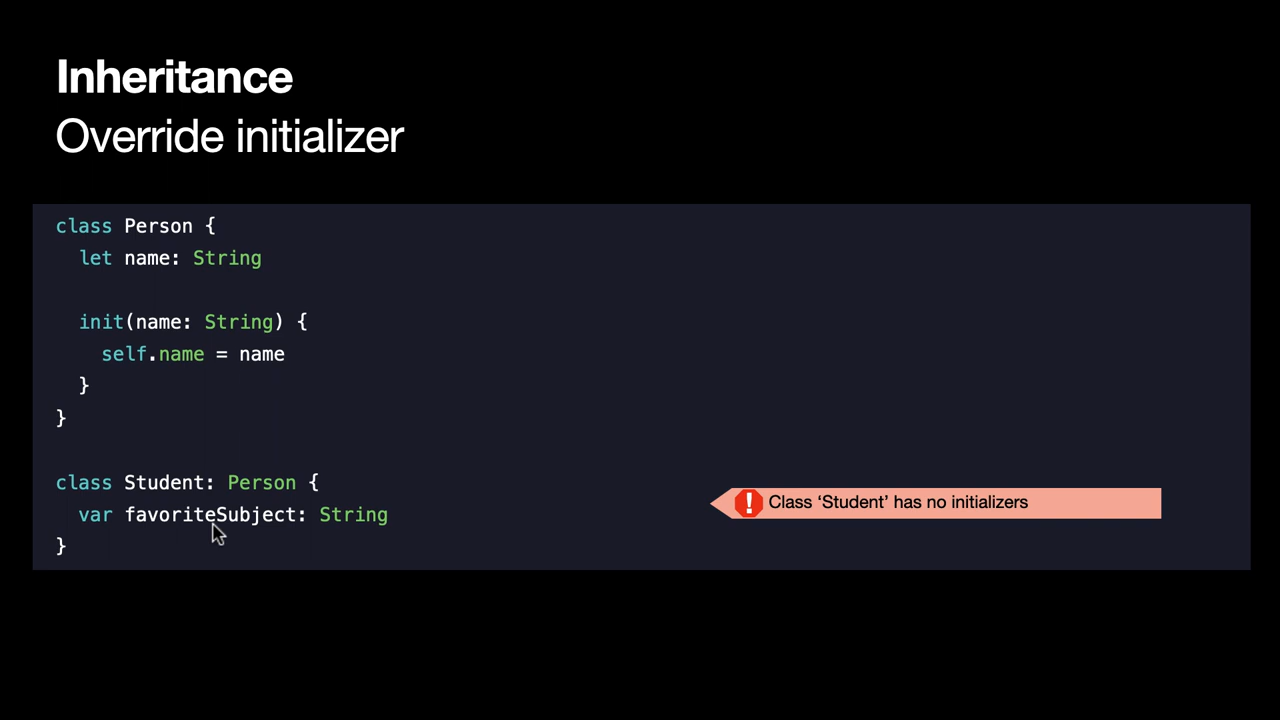 Inheritance
Override initializer
class Person {
  let name: String

  init(name: String) {
    self.name = name
  }
}

class Student: Person {
  var favoriteSubject: String
}
Class ‘Student’ has no initializers